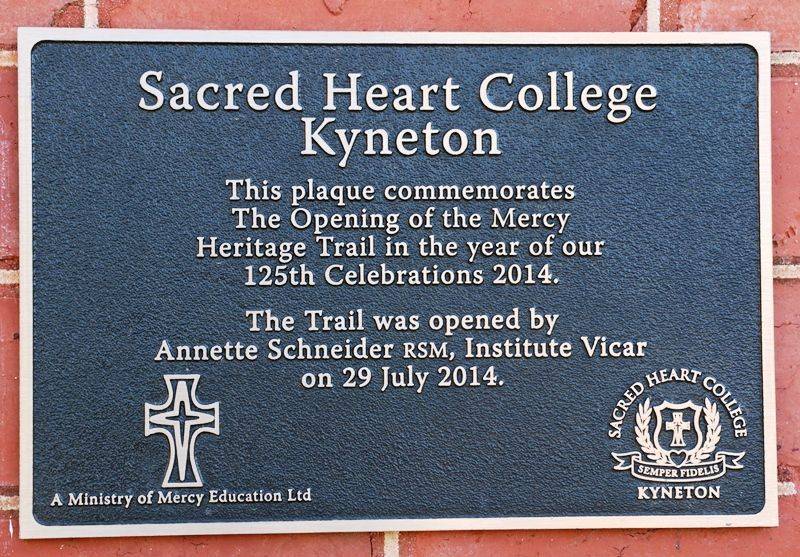 Sacred Heart College
Kyneton
This plaque commemorates
The Opening of the Mercy
Heritage Trail in the year of our
125th Celebrations 2014.
The Trail was opened by
Annette Schneider RSM, Institute Vicar
on 29 July 2014.
A Ministry of Mercy Education Ltd
SACRED HEART COLLEGE
SEMPER FIDELIS
KYNETON